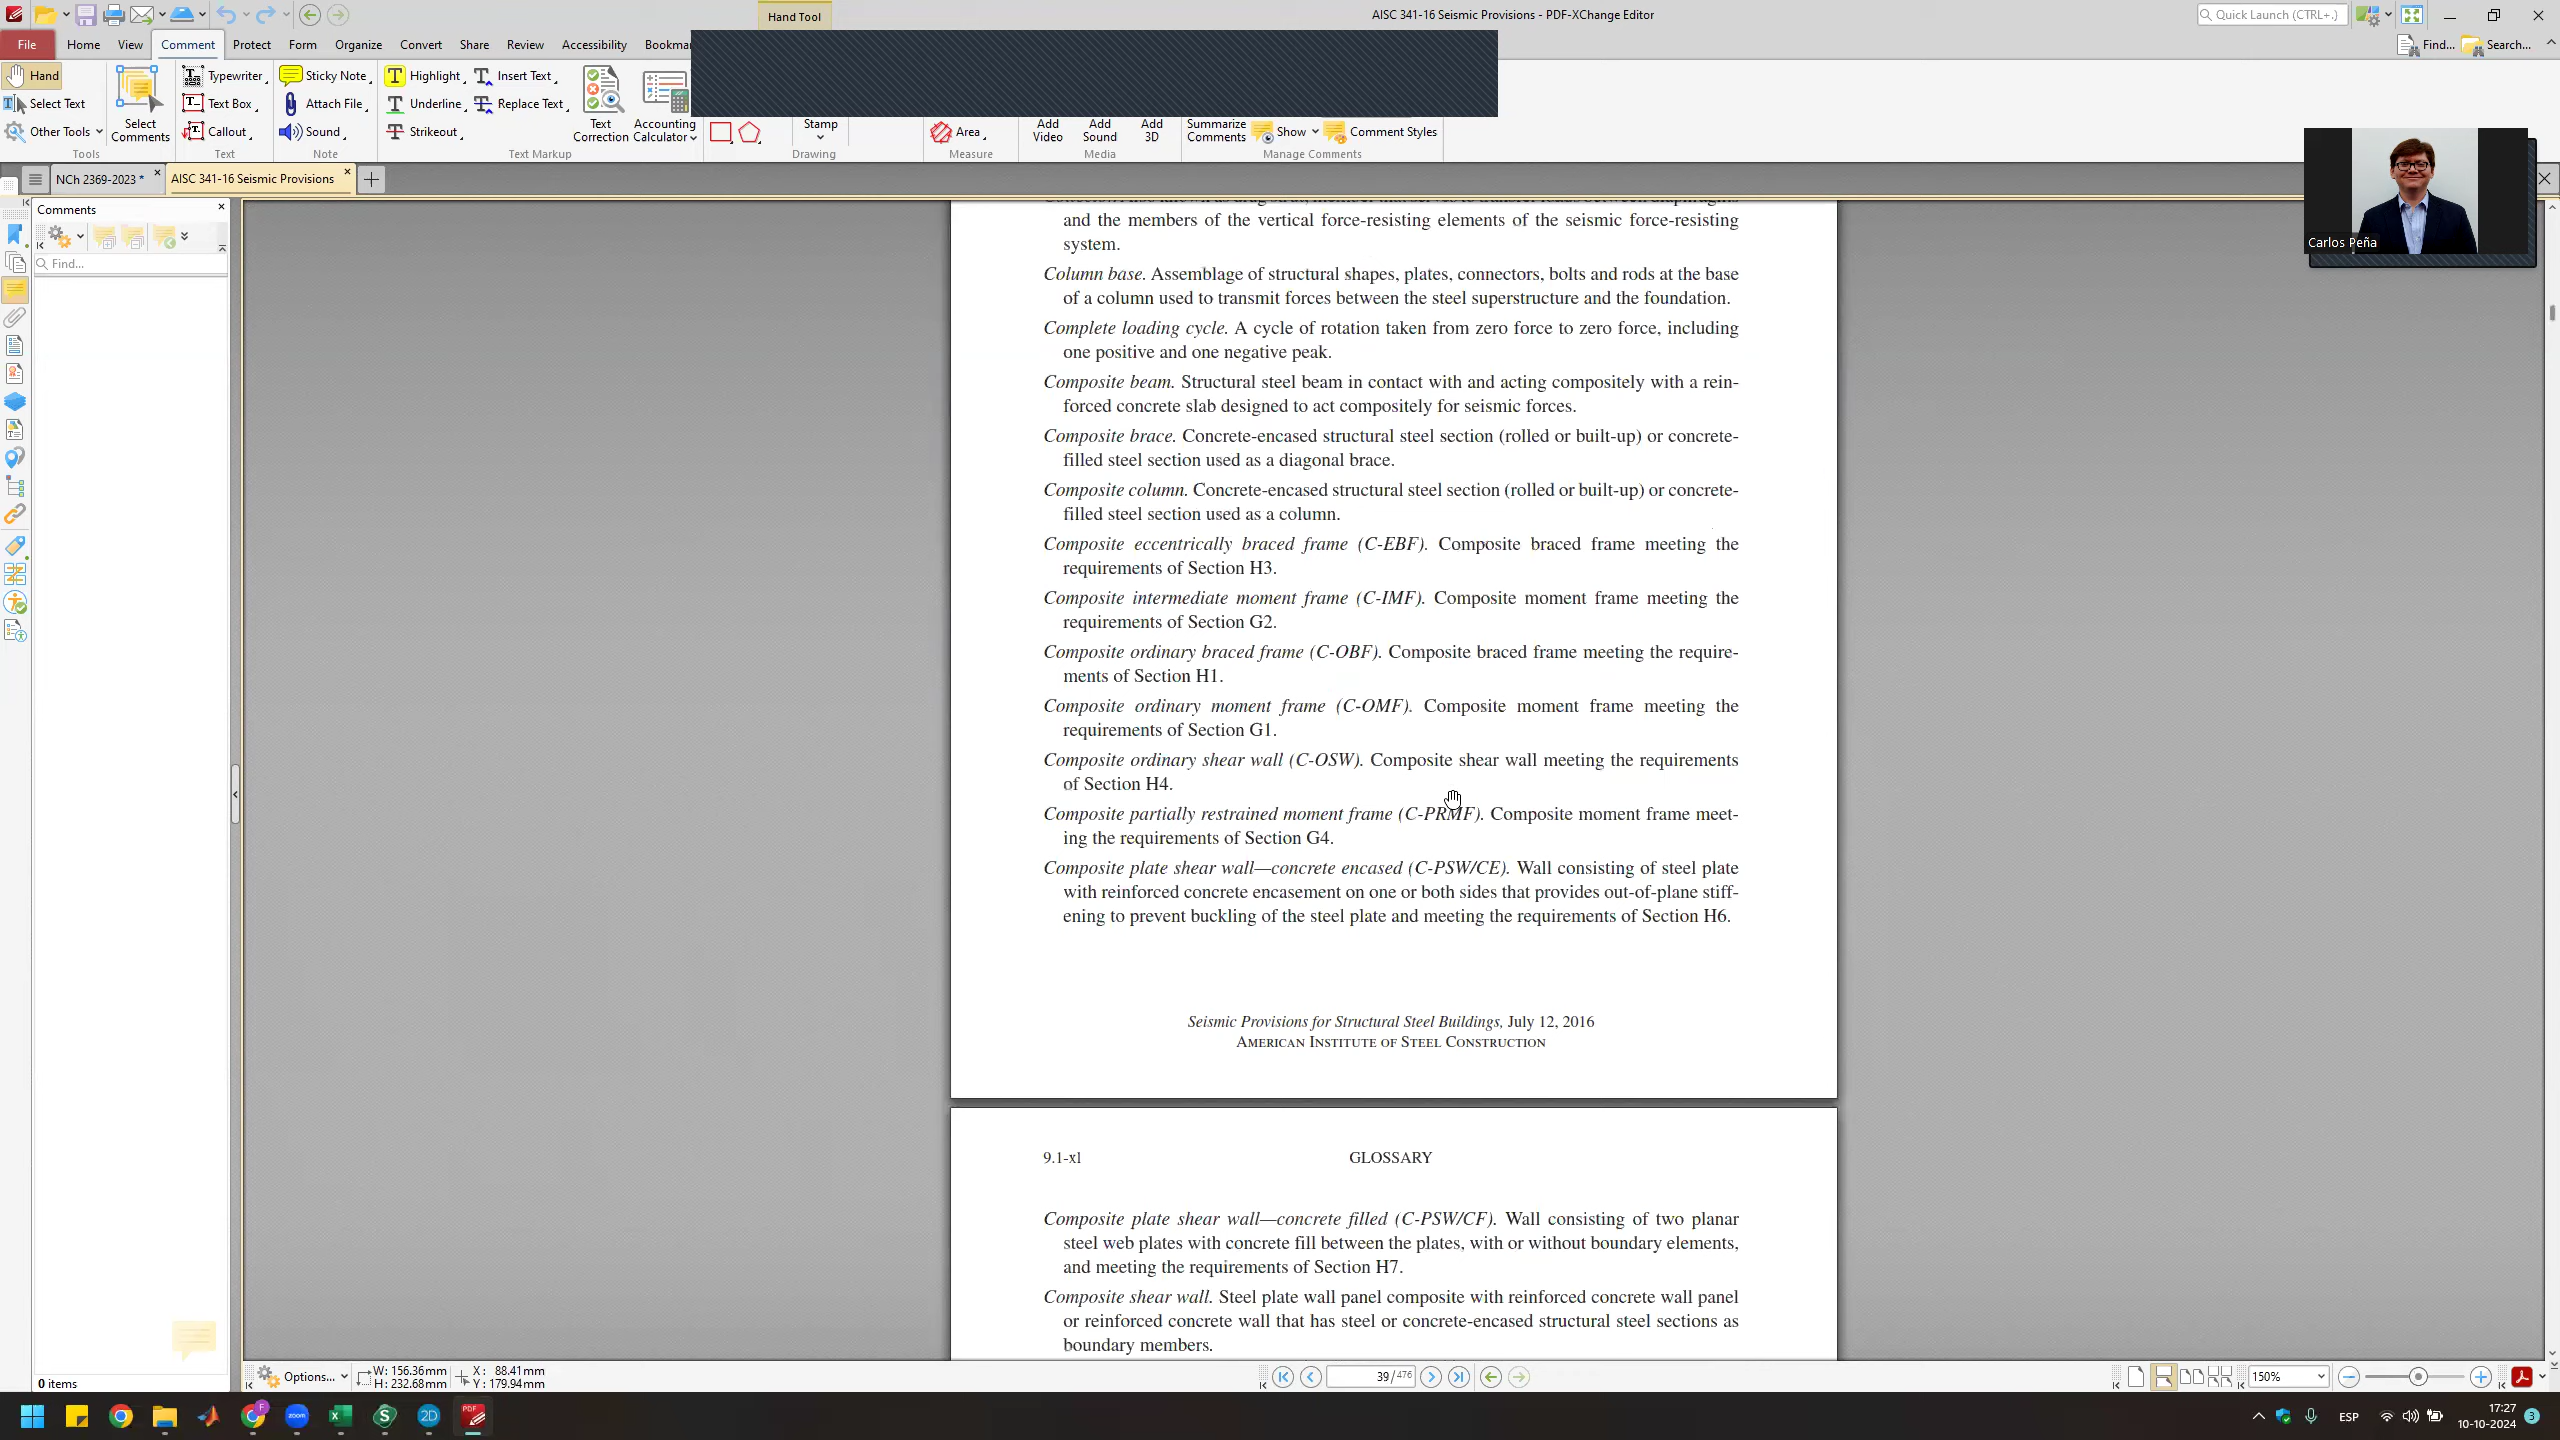 Hand Tool
AISC 341-16 Seismic Provisions - PDF-XChange Editor
Quick Launch (CTRL+.)
File
Home
View
Comment
Protect
Form
Organize
Convert
Share
Review
Accessibility
Find...
Search...
Hand
Select Text
Other Tools
Tools
Select
Comments
Typewriter
Text Box
Callout
Text
Sticky Note
Attach File
Sound
Note
Highlight
Underline
Strikeout
Insert Text
Replace Text
Text Markup
Text
Correction
Accounting
Calculator
Stamp
Drawing
Area
Measure
Add
Video
Add
Sound
Add
3D
Media
Summarize
Comments
Show
Comment Styles
Manage Comments
NCh 2369-2023 *
AISC 341-16 Seismic Provisions
Carlos Peña
Comments
Find...
0 items
and the members of the vertical force-resisting elements of the seismic force-resisting
system.
Column base. Assemblage of structural shapes, plates, connectors, bolts and rods at the base
of a column used to transmit forces between the steel superstructure and the foundation.
Complete loading cycle. A cycle of rotation taken from zero force to zero force, including
one positive and one negative peak.
Composite beam. Structural steel beam in contact with and acting compositely with a rein-
forced concrete slab designed to act compositely for seismic forces.
Composite brace. Concrete-encased structural steel section (rolled or built-up) or concrete-
filled steel section used as a diagonal brace.
Composite column. Concrete-encased structural steel section (rolled or built-up) or concrete-
filled steel section used as a column.
Composite eccentrically braced frame (C-EBF). Composite braced frame meeting the
requirements of Section H3.
Composite intermediate moment frame (C-IMF). Composite moment frame meeting the
requirements of Section G2.
Composite ordinary braced frame (C-OBF). Composite braced frame meeting the require-
ments of Section H1.
Composite ordinary moment frame (C-OMF). Composite moment frame meeting the
requirements of Section G1.
Composite ordinary shear wall (C-OSW). Composite shear wall meeting the requirements
of Section H4.
Composite partially restrained moment frame (C-PRMF). Composite moment frame meet-
ing the requirements of Section G4.
Composite plate shear wall—concrete encased (C-PSW/CE). Wall consisting of steel plate
with reinforced concrete encasement on one or both sides that provides out-of-plane stiff-
ening to prevent buckling of the steel plate and meeting the requirements of Section H6.
Seismic Provisions for Structural Steel Buildings, July 12, 2016
AMERICAN INSTITUTE OF STEEL CONSTRUCTION
9.1-xl
GLOSSARY
Composite plate shear wall—concrete filled (C-PSW/CF). Wall consisting of two planar
steel web plates with concrete fill between the plates, with or without boundary elements,
and meeting the requirements of Section H7.
Composite shear wall. Steel plate wall panel composite with reinforced concrete wall panel
or reinforced concrete wall that has steel or concrete-encased structural steel sections as
boundary members.
Options...
W: 156.36mm
H: 232.68mm
X: 88.41mm
Y: 179.94mm
39 / 476
150%
zoom
2D
PDF
ESP
17:27
10-10-2024
3